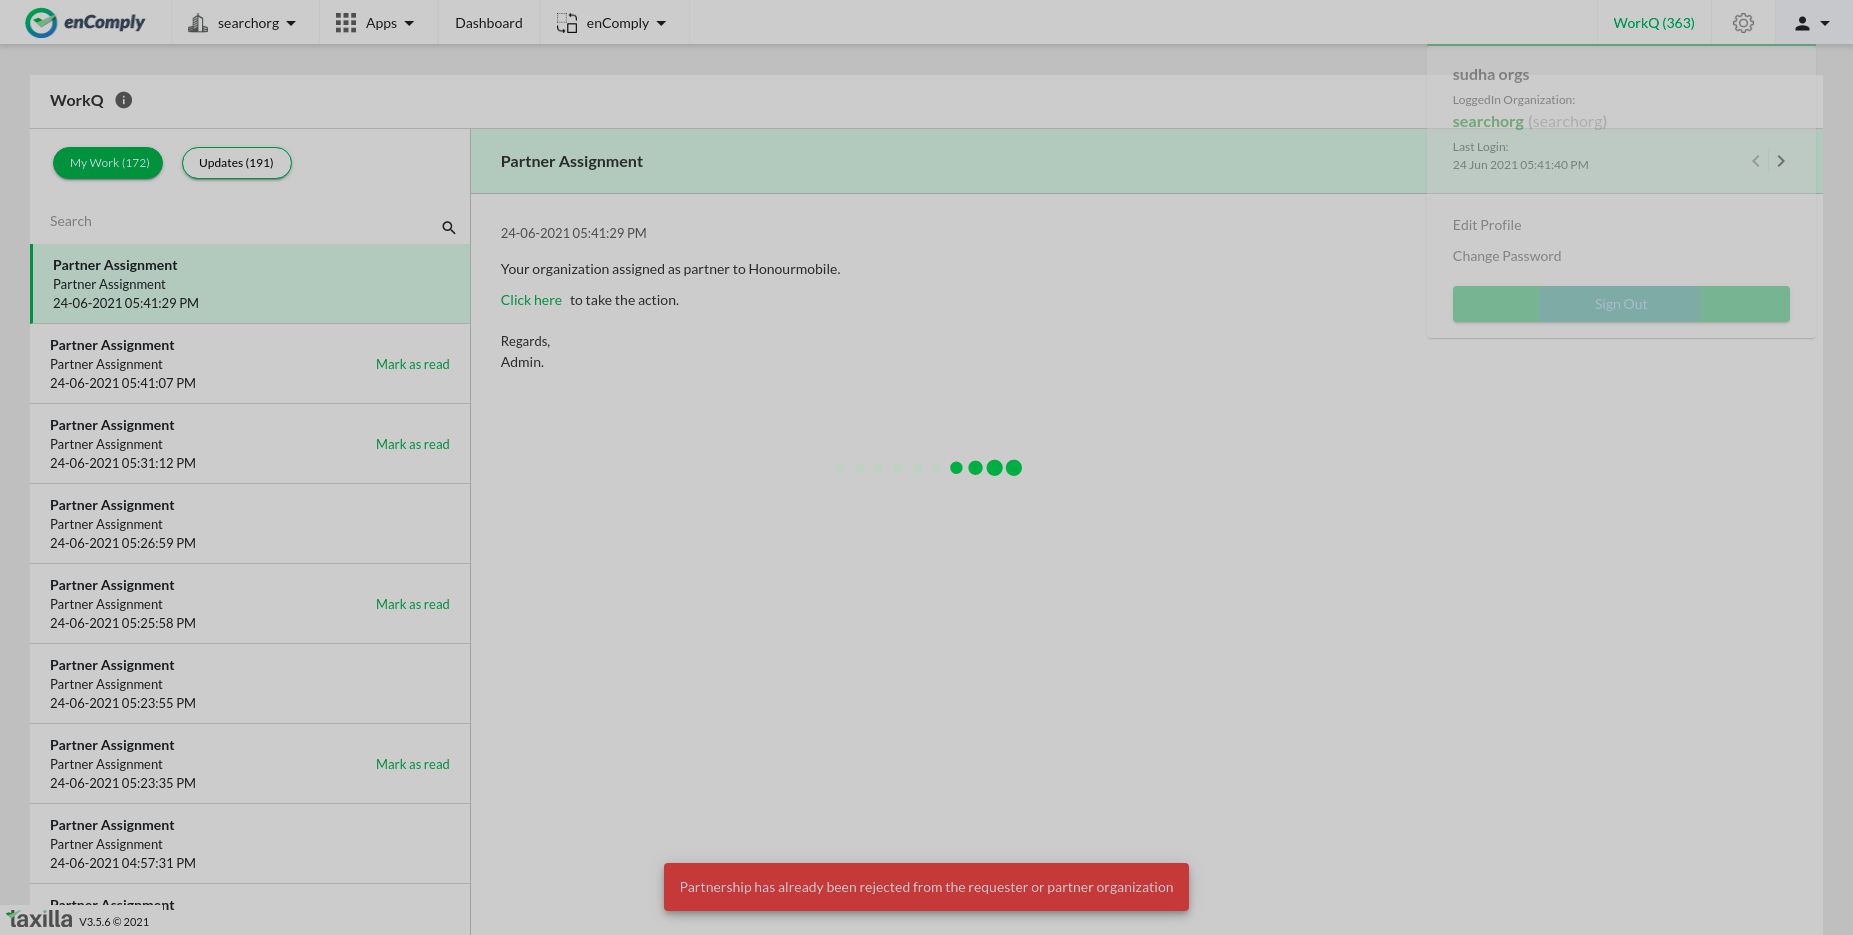 enComply
searchorg
Apps
Dashboard
enComply
WorkQ (363)
sudha orgs
LoggedIn Organization:
searchorg (searchorg)
Last Login:
24 Jun 2021 05:41:40 PM
Edit Profile
Change Password
Sign Out
WorkQ
My Work (172)
Updates (191)
Search
Partner Assignment
Partner Assignment
24-06-2021 05:41:29 PM
Partner Assignment
Partner Assignment
Mark as read
24-06-2021 05:41:07 PM
Partner Assignment
Partner Assignment
Mark as read
24-06-2021 05:31:12 PM
Partner Assignment
Partner Assignment
24-06-2021 05:26:59 PM
Partner Assignment
Partner Assignment
Mark as read
24-06-2021 05:25:58 PM
Partner Assignment
Partner Assignment
24-06-2021 05:23:55 PM
Partner Assignment
Partner Assignment
Mark as read
24-06-2021 05:23:35 PM
Partner Assignment
Partner Assignment
24-06-2021 04:57:31 PM
Partner Assignment
Partner Assignment
24-06-2021 05:41:29 PM
Your organization assigned as partner to Honourmobile.
Click here to take the action.
Regards,
Admin.
Partnership has already been rejected from the requester or partner organization
taxilla V3.5.6 © 2021